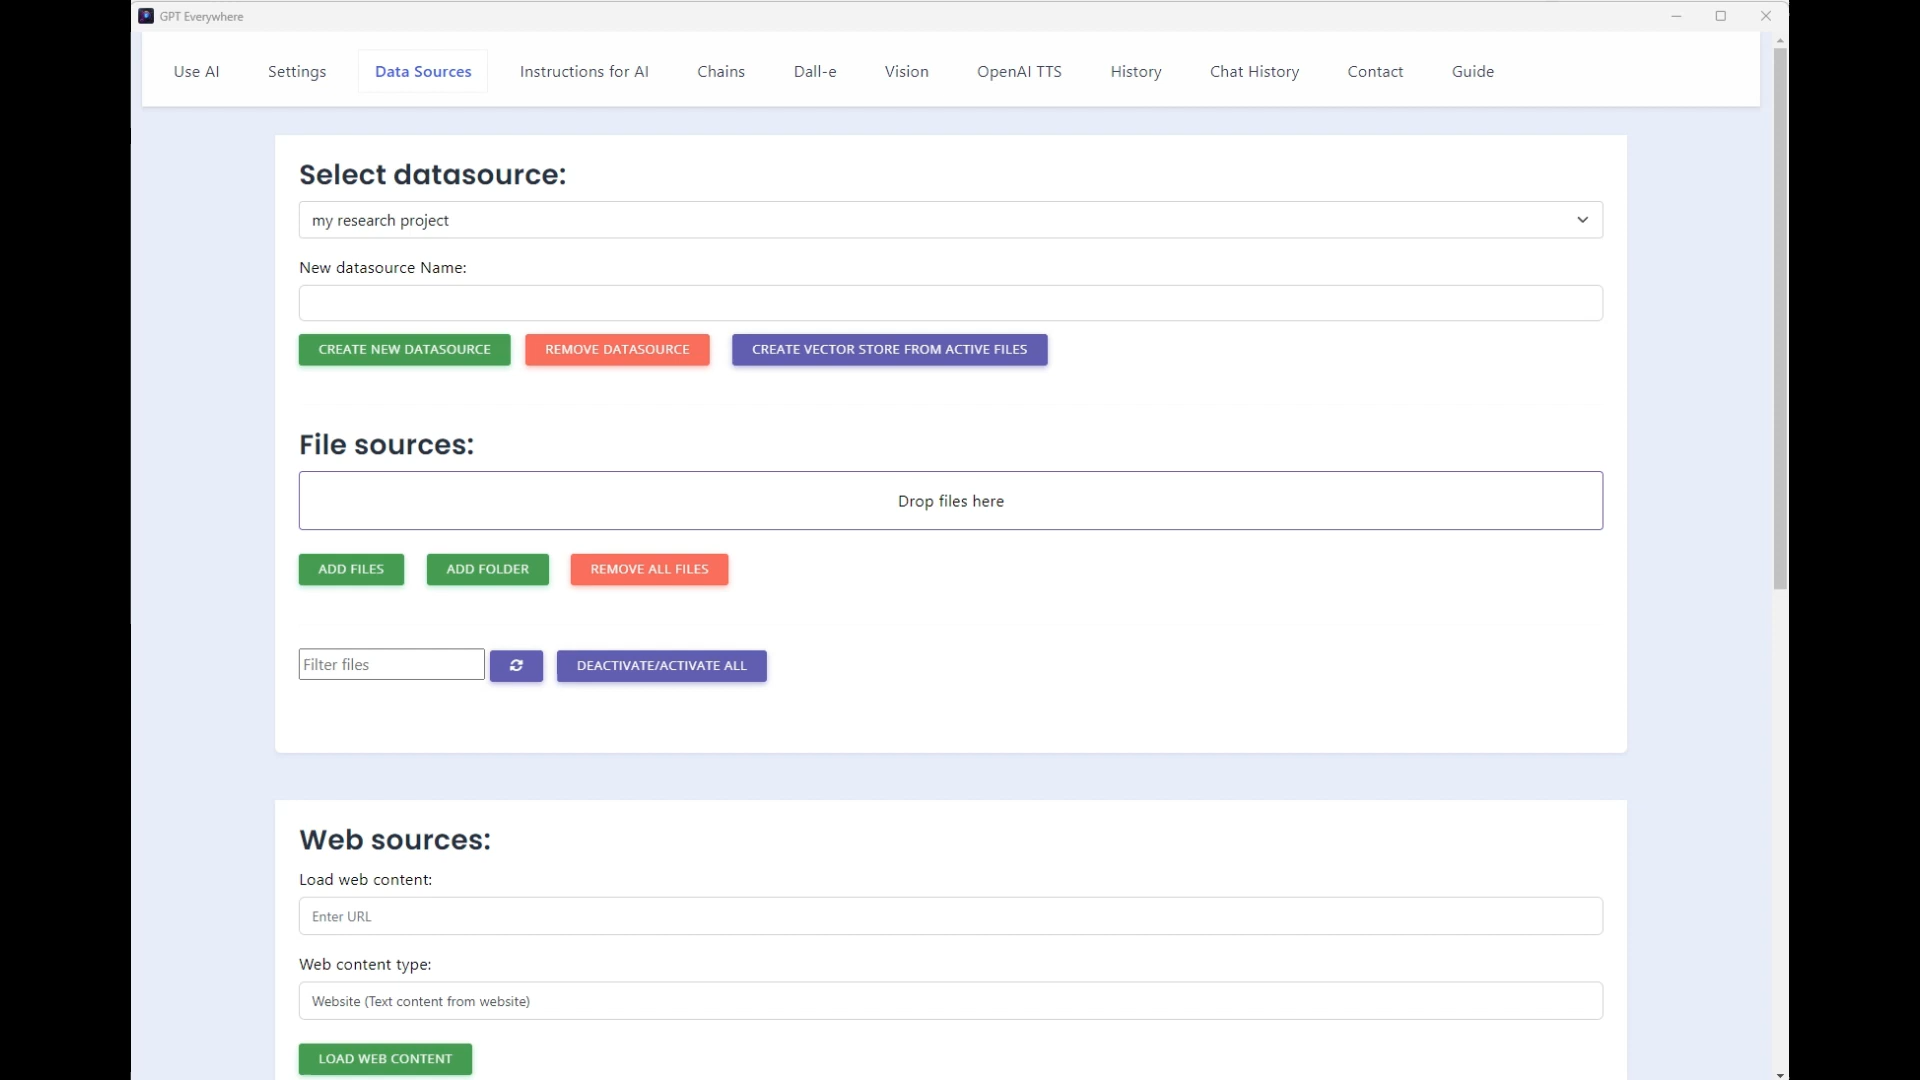 GPT Everywhere
Use AI Settings Data Sources Instructions for AI Chains Dall-e Vision OpenAI TTS History Chat History Contact Guide
Select datasource:
my research project
New datasource Name:
CREATE NEW DATASOURCE REMOVE DATASOURCE CREATE VECTOR STORE FROM ACTIVE FILES
File sources:
Drop files here
ADD FILES ADD FOLDER REMOVE ALL FILES
Filter files DEACTIVATE/ACTIVATE ALL
Web sources:
Load web content:
Enter URL
Web content type:
Website (Text content from website)
LOAD WEB CONTENT